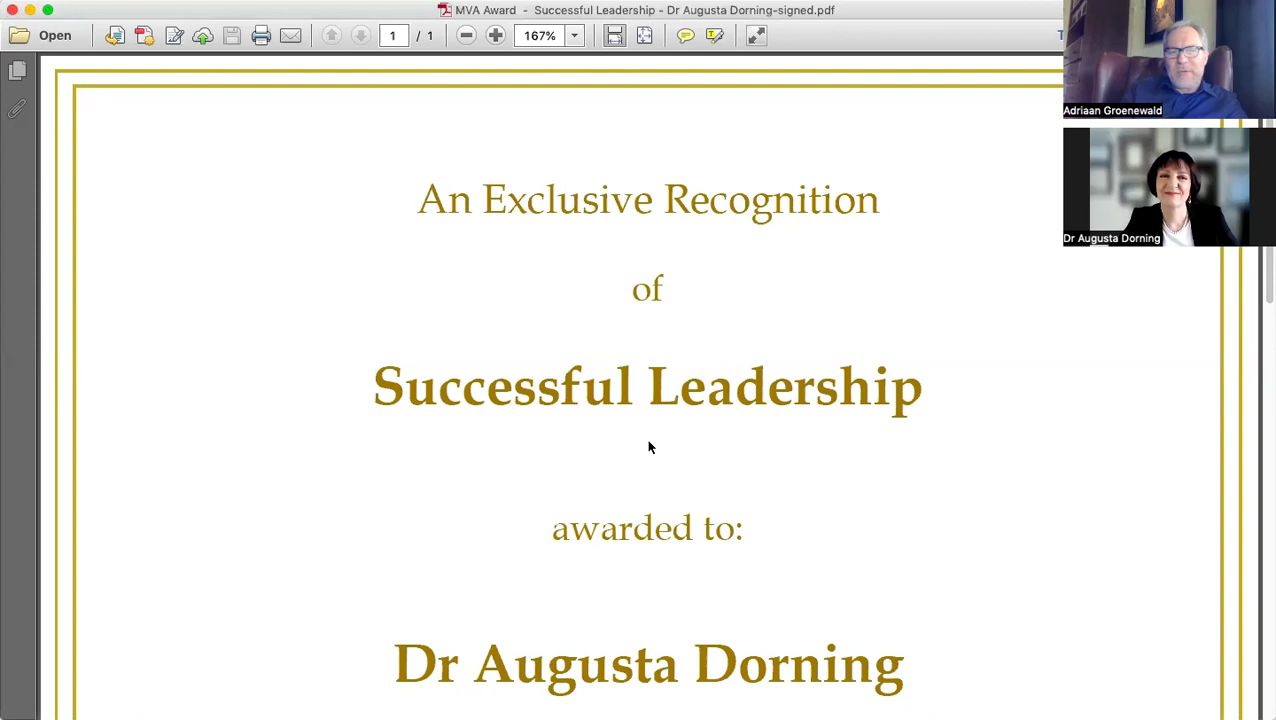 MVA Award - Successful Leadership - Dr Augusta Dorning-signed.pdf
Open
1 / 1
167%
Adriaan Groenewald
Dr Augusta Dorning
An Exclusive Recognition
of
Successful Leadership
awarded to:
Dr Augusta Dorning